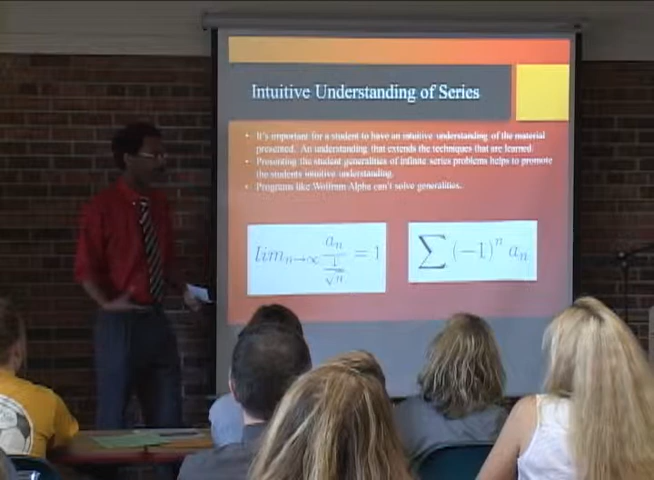 Intuitive Understanding of Series
• It's important for a student to have an intuitive understanding of the material
presented. An understanding that extends the techniques that are learned.
• Presenting the student generalities of infinite series problems helps to promote
the students intuitive understanding.
• Programs like Wolfram Alpha can't solve generalities.
lim_{n→∞} a_n / (1/√n) = 1
∑ (-1)^n a_n